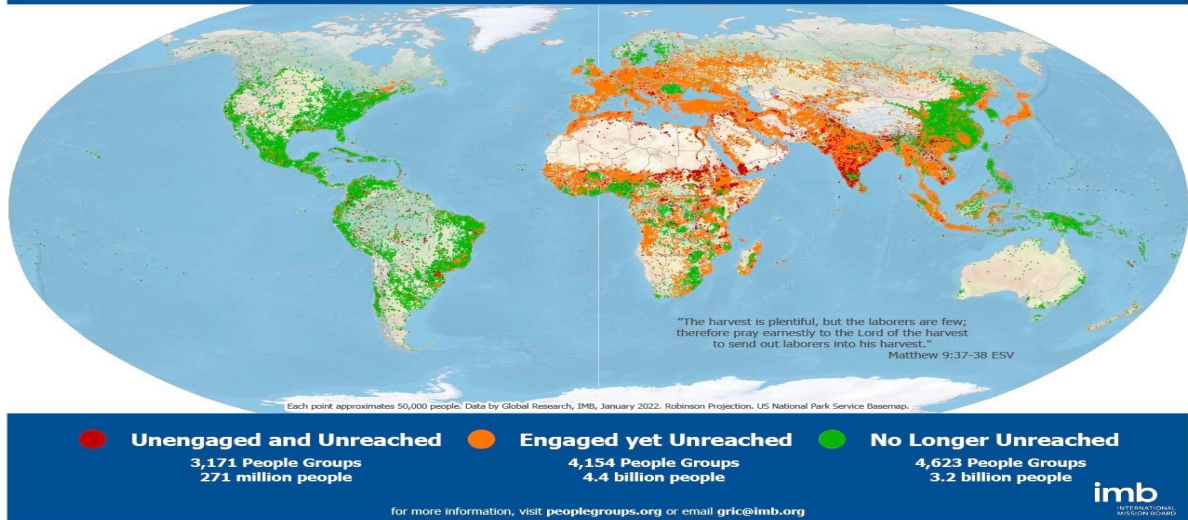 "The harvest is plentiful, but the laborers are few;
therefore pray earnestly to the Lord of the harvest
to send out laborers into his harvest."
Matthew 9:37-38 ESV
Each point approximates 50,000 people. Data by Global Research, IMB, January 2022. Robinson Projection. US National Park Service Basemap.
Unengaged and Unreached
3,171 People Groups
271 million people
Engaged yet Unreached
4,154 People Groups
4.4 billion people
No Longer Unreached
4,623 People Groups
3.2 billion people
for more information, visit peoplegroups.org or email gric@imb.org
imb
INTERNATIONAL
MISSION BOARD